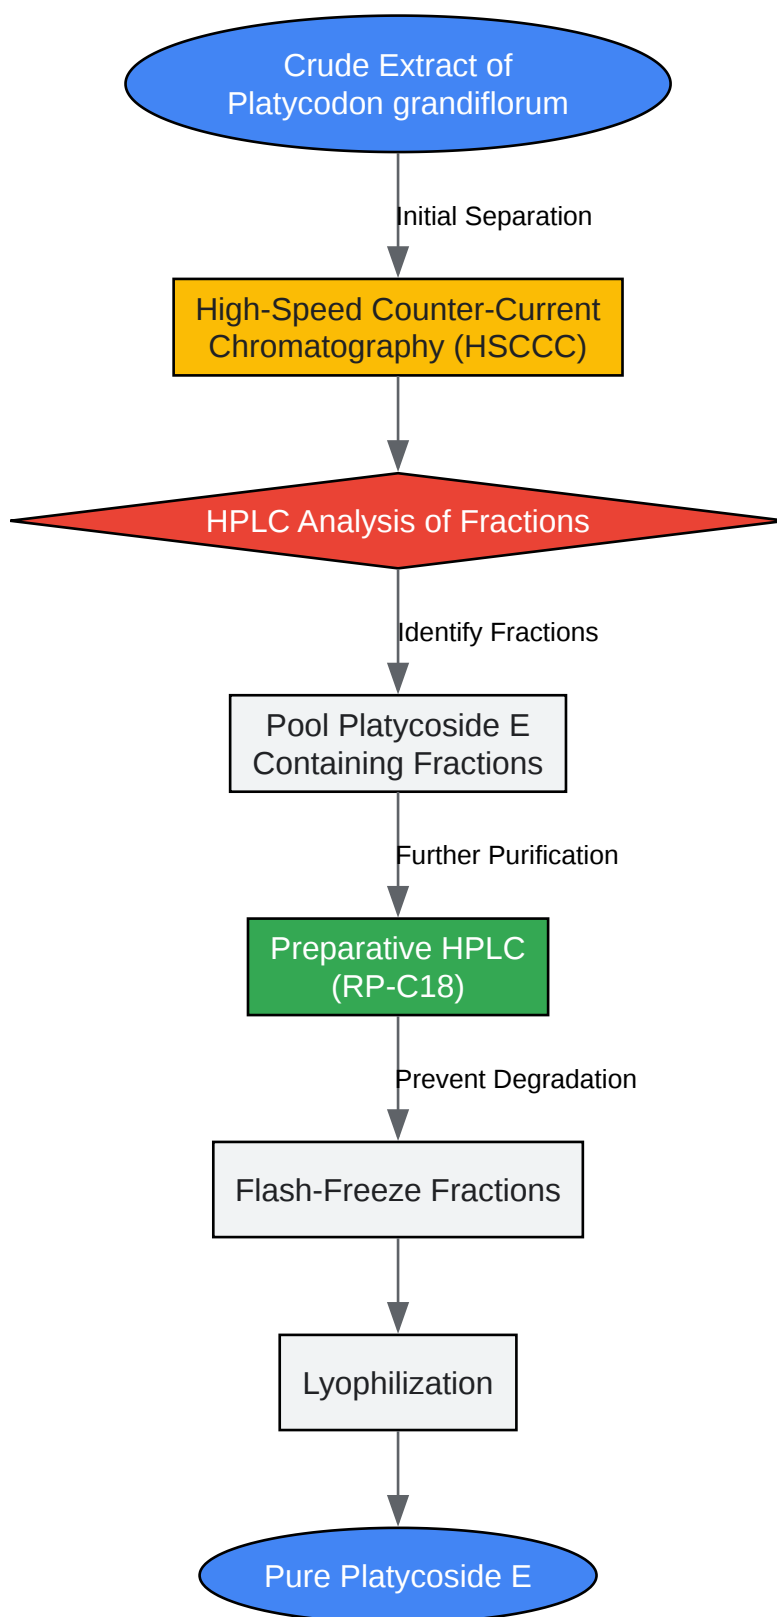 Crude Extract of
Platycodon grandiflorum
Initial Separation
High-Speed Counter-Current
Chromatography (HSCCC)
HPLC Analysis of Fractions
Identify Fractions
Pool Platycoside E
Containing Fractions
Further Purification
Preparative HPLC
(RP-C18)
Prevent Degradation
Flash-Freeze Fractions
Lyophilization
Pure Platycoside E